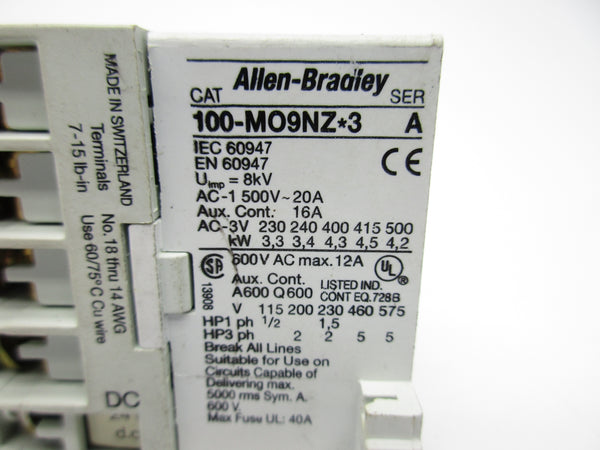 MADE IN SWITZERLAND
Terminals No. 18 thru 14 AWG
7-15 lb-in Use 60/75°C Cu wire
DC
Allen-Bradley
CAT SER
100-MO9NZ*3 A
IEC 60947
EN 60947
CE
Uimp = 8kV
AC-1 500V~20A
Aux. Cont. 16A
AC-3V 230 240 400 415 500
kW 3,3 3,4 4,3 4,5 4,2
SA
13908
600V AC max.12A
UL
Aux. Cont.
A600 Q600
LISTED IND.
CONT EQ.728B
V 115 200 230 460 575
HP1 ph 1/2 1,5
HP3 ph 2 2 5 5
Break All Lines
Suitable for Use on
Circuits Capable of
Delivering max.
5000 rms Sym. A.
600 V.
Max Fuse UL: 40A